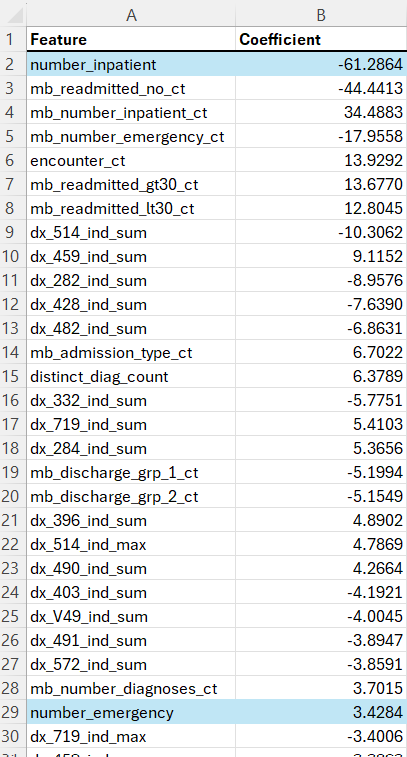 A B
1 Feature Coefficient
2 number_inpatient -61.2864
3 mb_readmitted_no_ct -44.4413
4 mb_number_inpatient_ct 34.4883
5 mb_number_emergency_ct -17.9558
6 encounter_ct 13.9292
7 mb_readmitted_gt30_ct 13.6770
8 mb_readmitted_lt30_ct 12.8045
9 dx_514_ind_sum -10.3062
10 dx_459_ind_sum 9.1152
11 dx_282_ind_sum -8.9576
12 dx_428_ind_sum -7.6390
13 dx_482_ind_sum -6.8631
14 mb_admission_type_ct 6.7022
15 distinct_diag_count 6.3789
16 dx_332_ind_sum -5.7751
17 dx_719_ind_sum 5.4103
18 dx_284_ind_sum 5.3656
19 mb_discharge_grp_1_ct -5.1994
20 mb_discharge_grp_2_ct -5.1549
21 dx_396_ind_sum 4.8902
22 dx_514_ind_max 4.7869
23 dx_490_ind_sum 4.2664
24 dx_403_ind_sum -4.1921
25 dx_V49_ind_sum -4.0045
26 dx_491_ind_sum -3.8947
27 dx_572_ind_sum -3.8591
28 mb_number_diagnoses_ct 3.7015
29 number_emergency 3.4284
30 dx_719_ind_max -3.4006